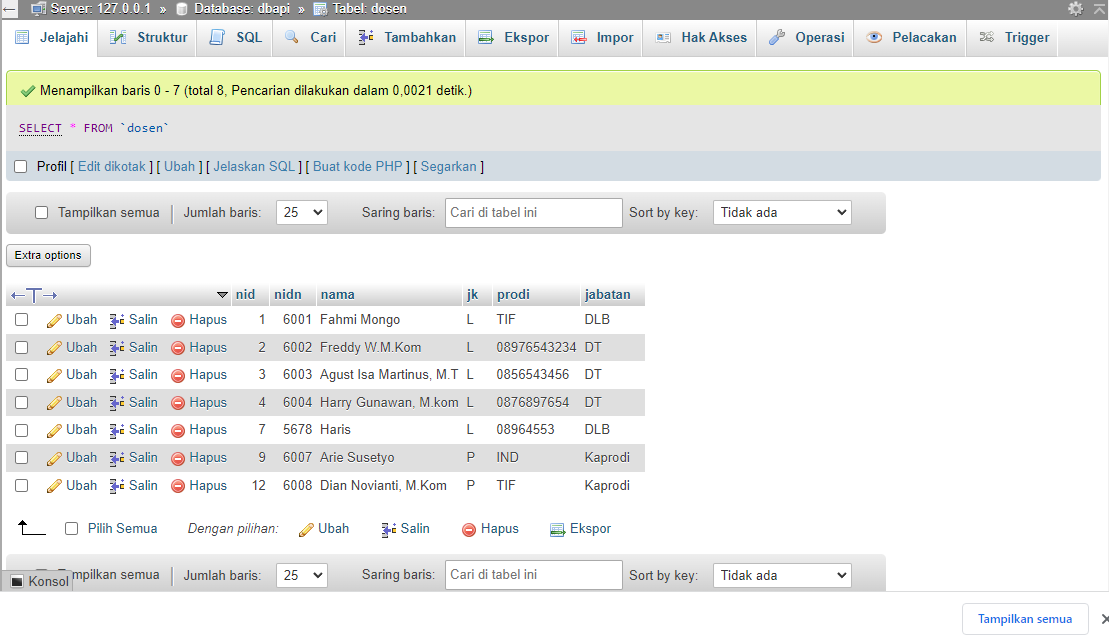 Server: 127.0.0.1 » Database: dbapi » Tabel: dosen
Jelajahi Struktur SQL Cari Tambahkan Ekspor Impor Hak Akses Operasi Pelacakan Trigger
Menampilkan baris 0 - 7 (total 8, Pencarian dilakukan dalam 0,0021 detik.)
SELECT * FROM `dosen`
Profil [ Edit dikotak ] [ Ubah ] [ Jelaskan SQL ] [ Buat kode PHP ] [ Segarkan ]
Tampilkan semua | Jumlah baris: 25 Saring baris: Cari di tabel ini Sort by key: Tidak ada
Extra options
←T→ nid nidn nama jk prodi jabatan
Ubah Salin Hapus 1 6001 Fahmi Mongo L TIF DLB
Ubah Salin Hapus 2 6002 Freddy W.M.Kom L 08976543234 DT
Ubah Salin Hapus 3 6003 Agust Isa Martinus, M.T L 0856543456 DT
Ubah Salin Hapus 4 6004 Harry Gunawan, M.kom L 0876897654 DT
Ubah Salin Hapus 7 5678 Haris L 08964553 DLB
Ubah Salin Hapus 9 6007 Arie Susetyo P IND Kaprodi
Ubah Salin Hapus 12 6008 Dian Novianti, M.Kom P TIF Kaprodi
Pilih Semua Dengan pilihan: Ubah Salin Hapus Ekspor
mpilkan semua | Jumlah baris: 25 Saring baris: Cari di tabel ini Sort by key: Tidak ada
Konsol
Tampilkan semua